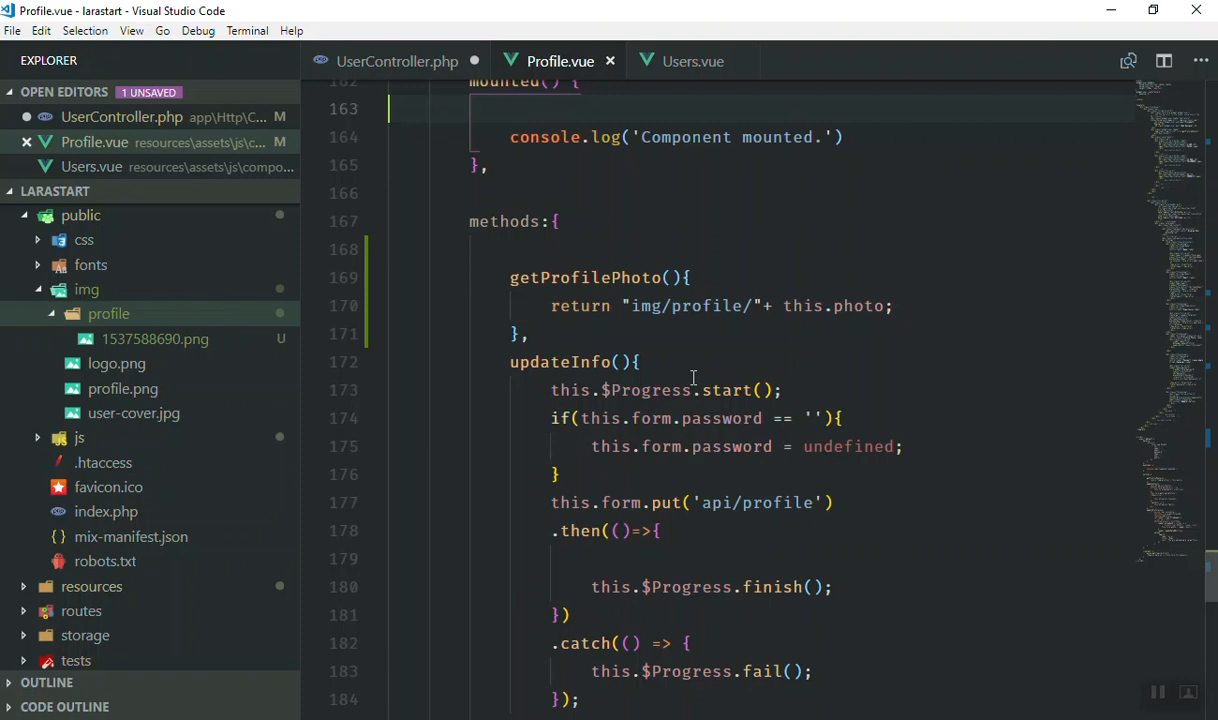 Profile.vue - larastart - Visual Studio Code
File Edit Selection View Go Debug Terminal Help
EXPLORER
OPEN EDITORS 1 UNSAVED
UserController.php app\Http\C... M
Profile.vue resources\assets\js\c... M
Users.vue resources\assets\js\compo...
LARASTART
public
css
fonts
img
profile
1537588690.png U
logo.png
profile.png
user-cover.jpg
js
.htaccess
favicon.ico
index.php
{ } mix-manifest.json
robots.txt
resources
routes
storage
tests
OUTLINE
CODE OUTLINE
UserController.php Profile.vue Users.vue
162 mounted() {
163
164 console.log('Component mounted.')
165 },
166
167 methods:{
168
169 getProfilePhoto(){
170 return "img/profile/"+ this.photo;
171 },
172 updateInfo(){
173 this.$Progress.start();
174 if(this.form.password == ''){
175 this.form.password = undefined;
176 }
177 this.form.put('api/profile')
178 .then(()=>{
179
180 this.$Progress.finish();
181 })
182 .catch(() => {
183 this.$Progress.fail();
184 });